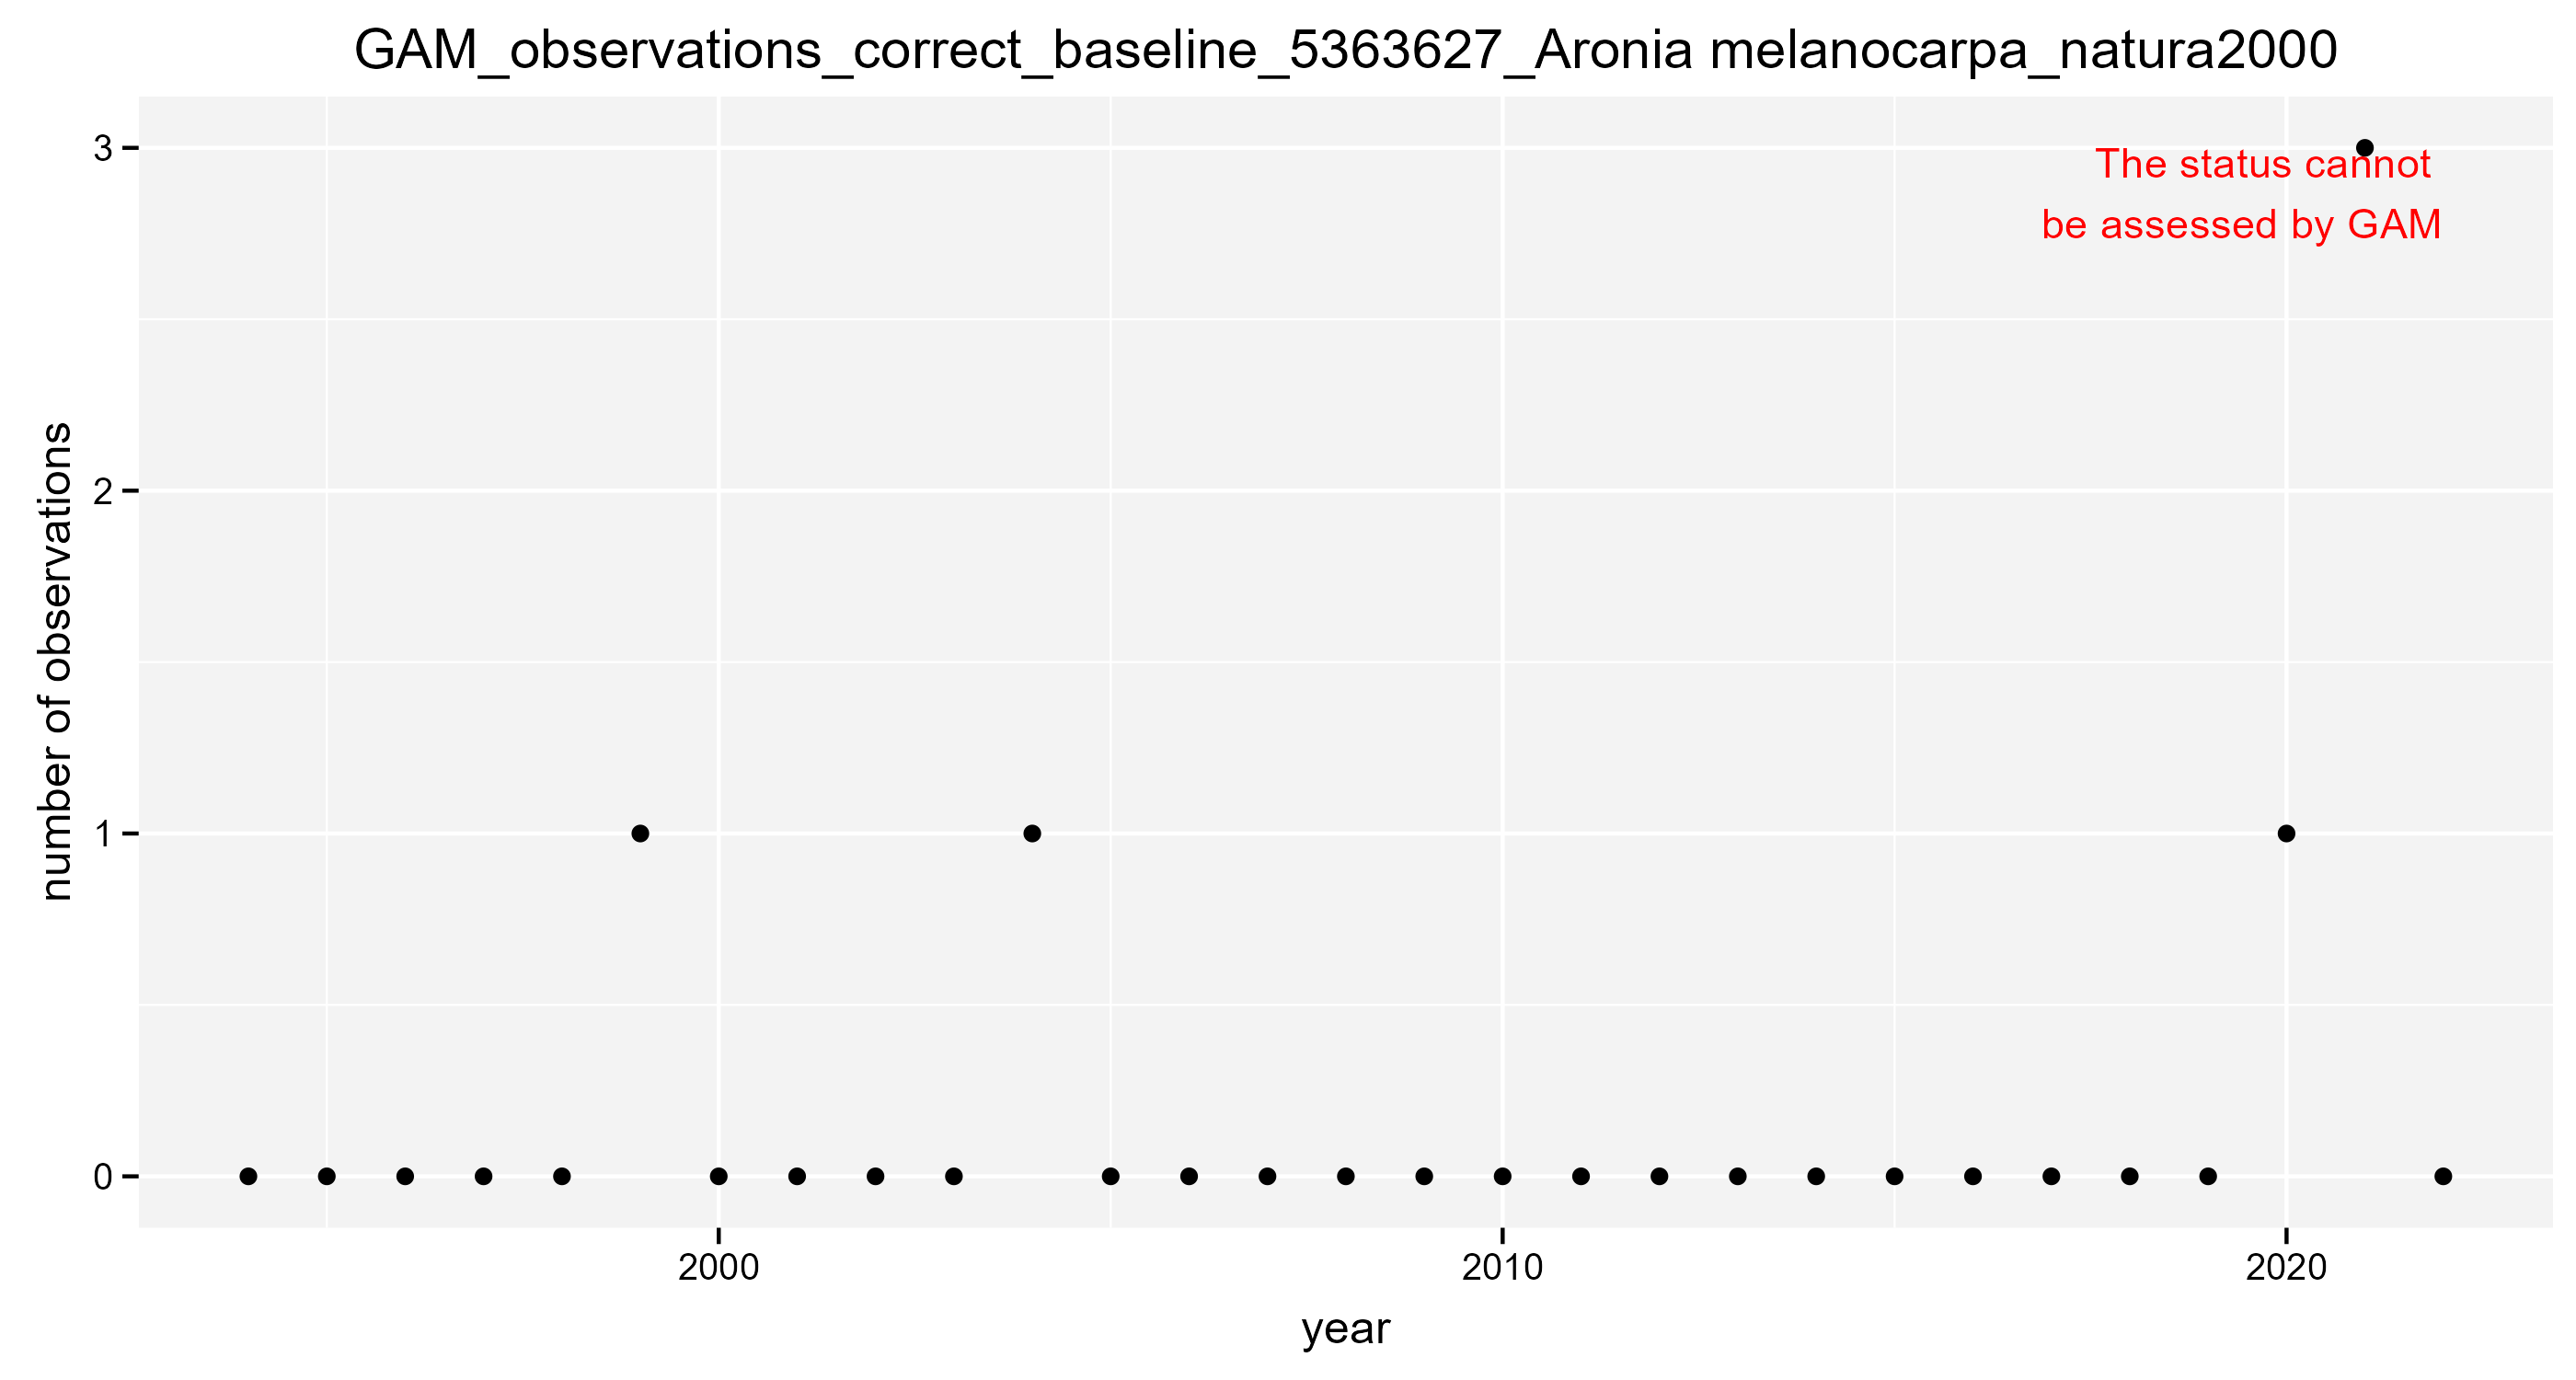 GAM_observations_correct_baseline_5363627_Aronia melanocarpa_natura2000
number of observations
3
2
1
0
The status cannot
be assessed by GAM
2000
2010
2020
year